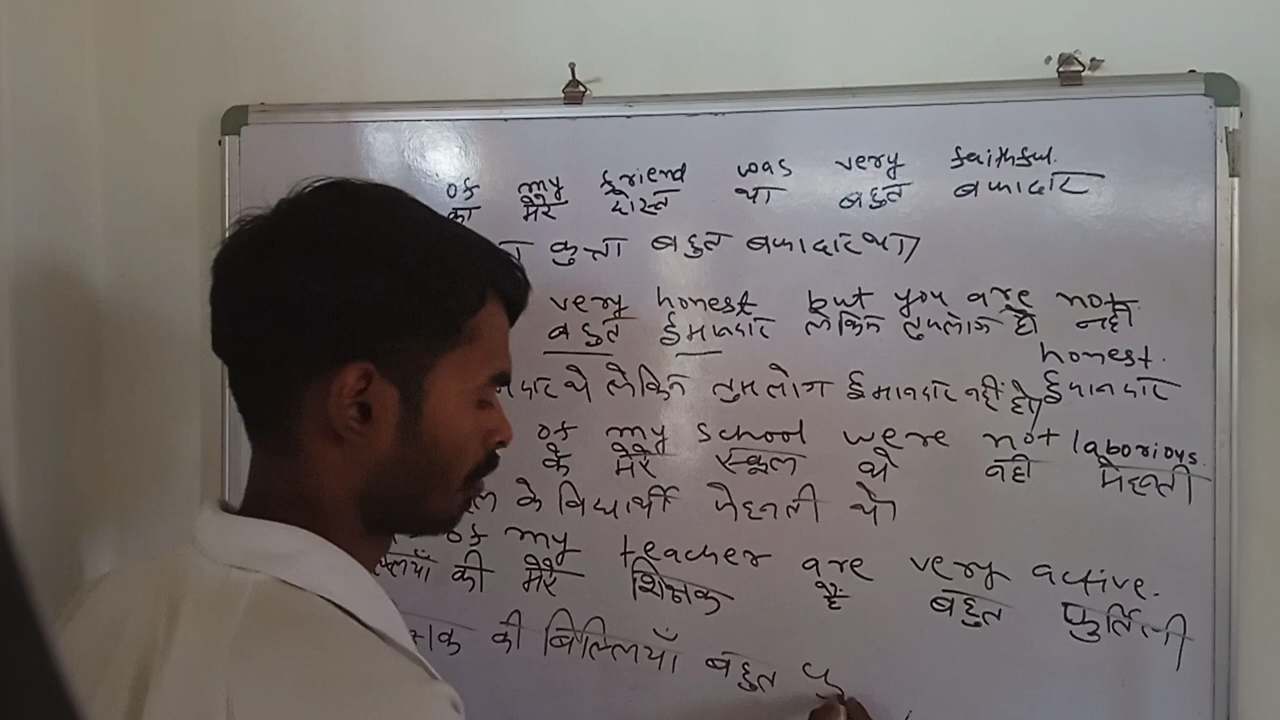 of my friend was very faithful.
का मेरे दोस्त था बहुत बफादार
कुत्ता बहुत बफादार था/
very honest but you are not
बहुत ईमानदार लेकिन तुमलोग हो नहीं
honest.
थे लेकिन तुमलोग ईमानदार नहीं हो/ ईमानदार
of my school were not laborious.
के मेरे स्कूल थे नहीं मेहनती
के विद्यार्थी मेहनती थे।
of my teacher are very active.
की मेरे शिक्षक हैं बहुत फुर्तिली
की बिल्लियाँ बहुत फु